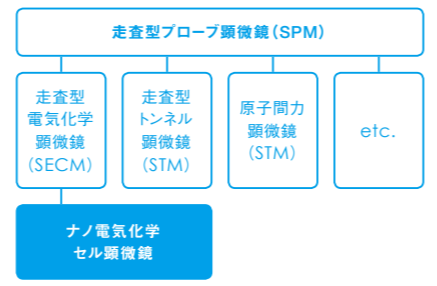 走査型プローブ顕微鏡（SPM）
走査型
電気化学
顕微鏡
（SECM）
走査型
トンネル
顕微鏡
（STM）
原子間力
顕微鏡
（STM）
etc.
ナノ電気化学
セル顕微鏡